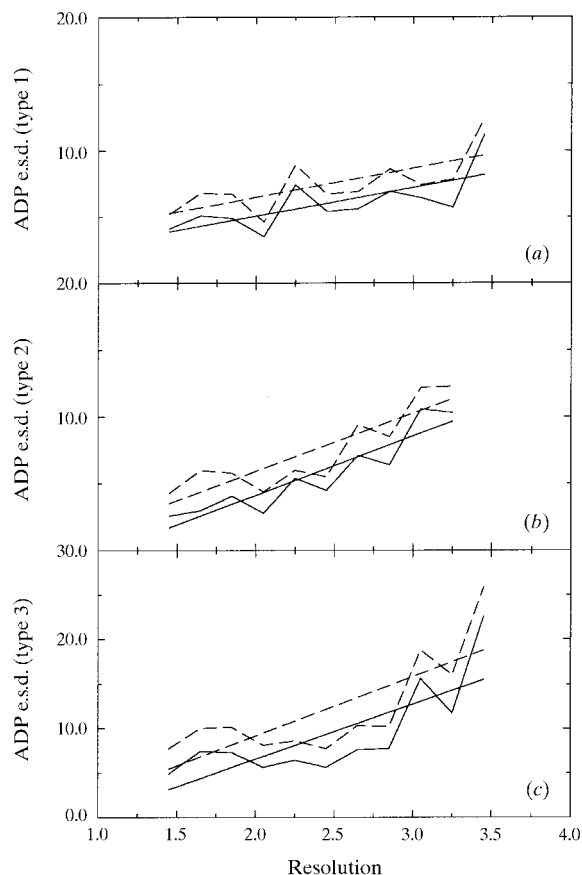 20.0
ADP e.s.d. (type 1)
10.0
(a)
20.0
ADP e.s.d. (type 2)
10.0
(b)
30.0
ADP e.s.d. (type 3)
20.0
10.0
(c)
0.0
1.0 1.5 2.0 2.5 3.0 3.5 4.0
Resolution